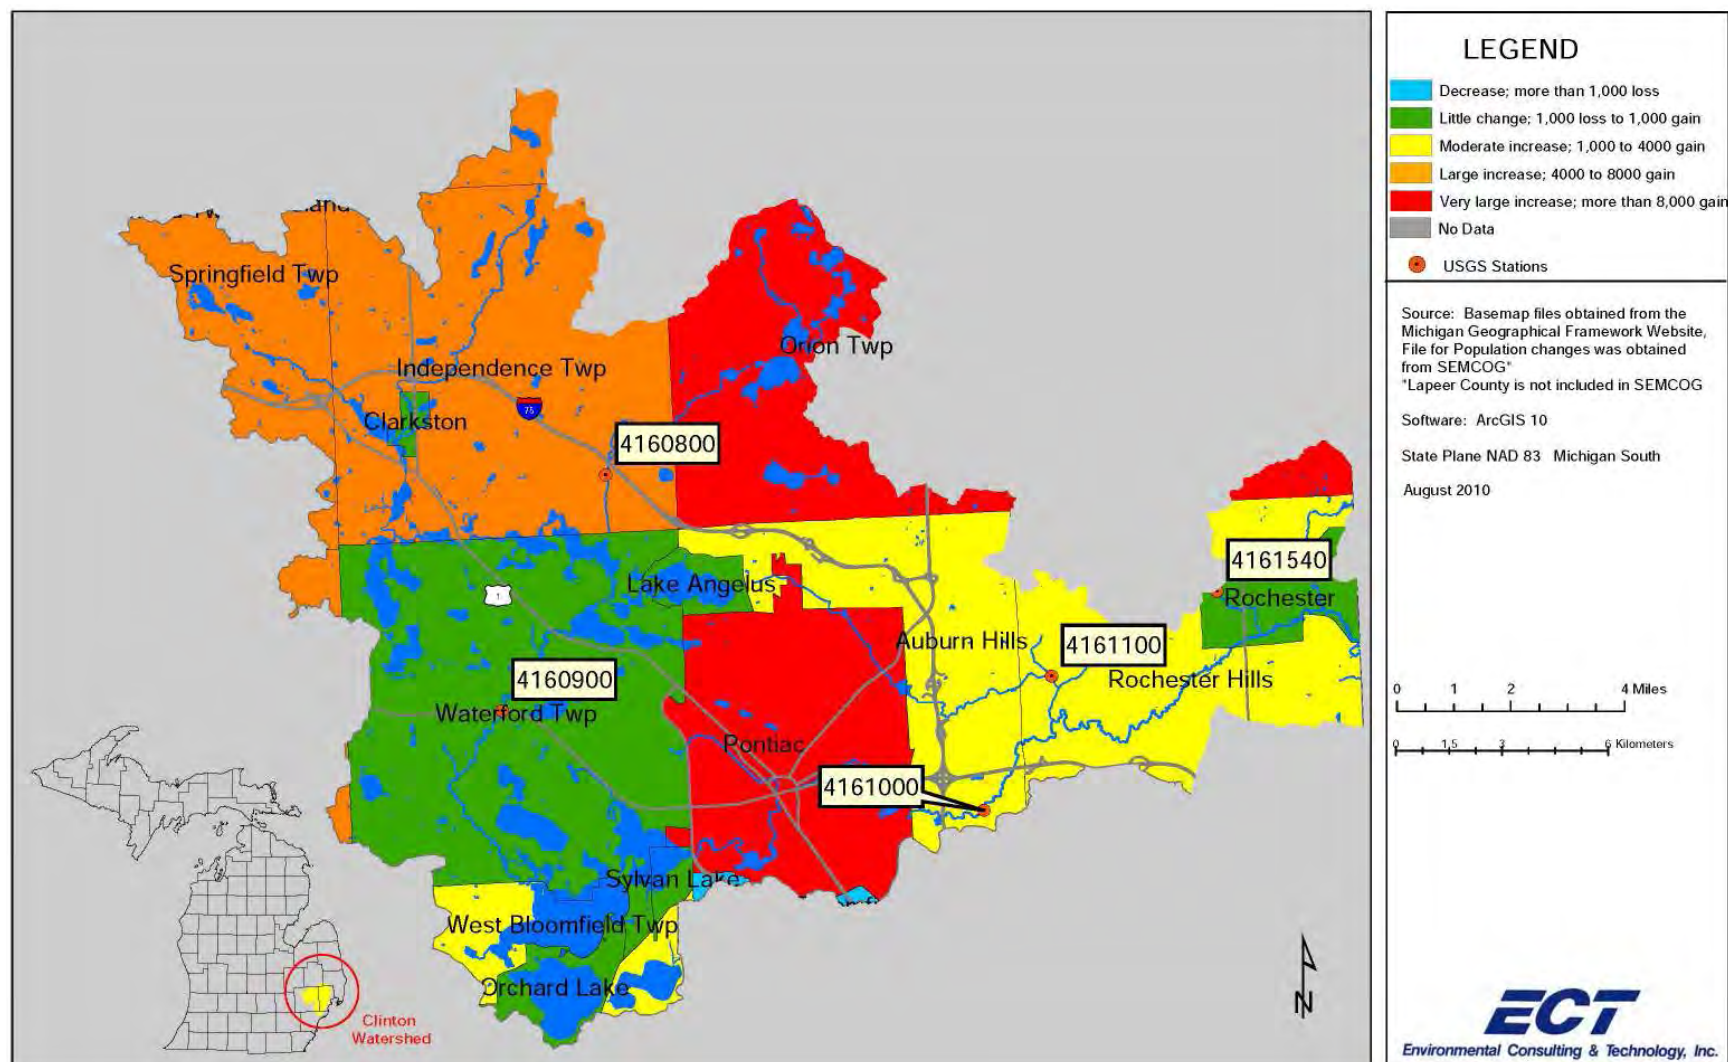 LEGEND
Decrease; more than 1,000 loss
Little change; 1,000 loss to 1,000 gain
Moderate increase; 1,000 to 4000 gain
Large increase; 4000 to 8000 gain
Very large increase; more than 8,000 gain
No Data
USGS Stations
Source: Basemap files obtained from the
Michigan Geographical Framework Website,
File for Population changes was obtained
from SEMCOG*
*Lapeer County is not included in SEMCOG
Software: ArcGIS 10
State Plane NAD 83 Michigan South
August 2010
0 1 2 4 Miles
0 1.5 3 6 Kilometers
ECT
Environmental Consulting & Technology, Inc.
Springfield Twp
Orion Twp
Independence Twp
75
Clarkston
4160800
4161540
Lake Angelus
1
Rochester
Auburn Hills
4161100
4160900
Rochester Hills
Waterford Twp
Pontiac
4161000
Sylvan Lake
West Bloomfield Twp
Orchard Lake
N
Clinton
Watershed